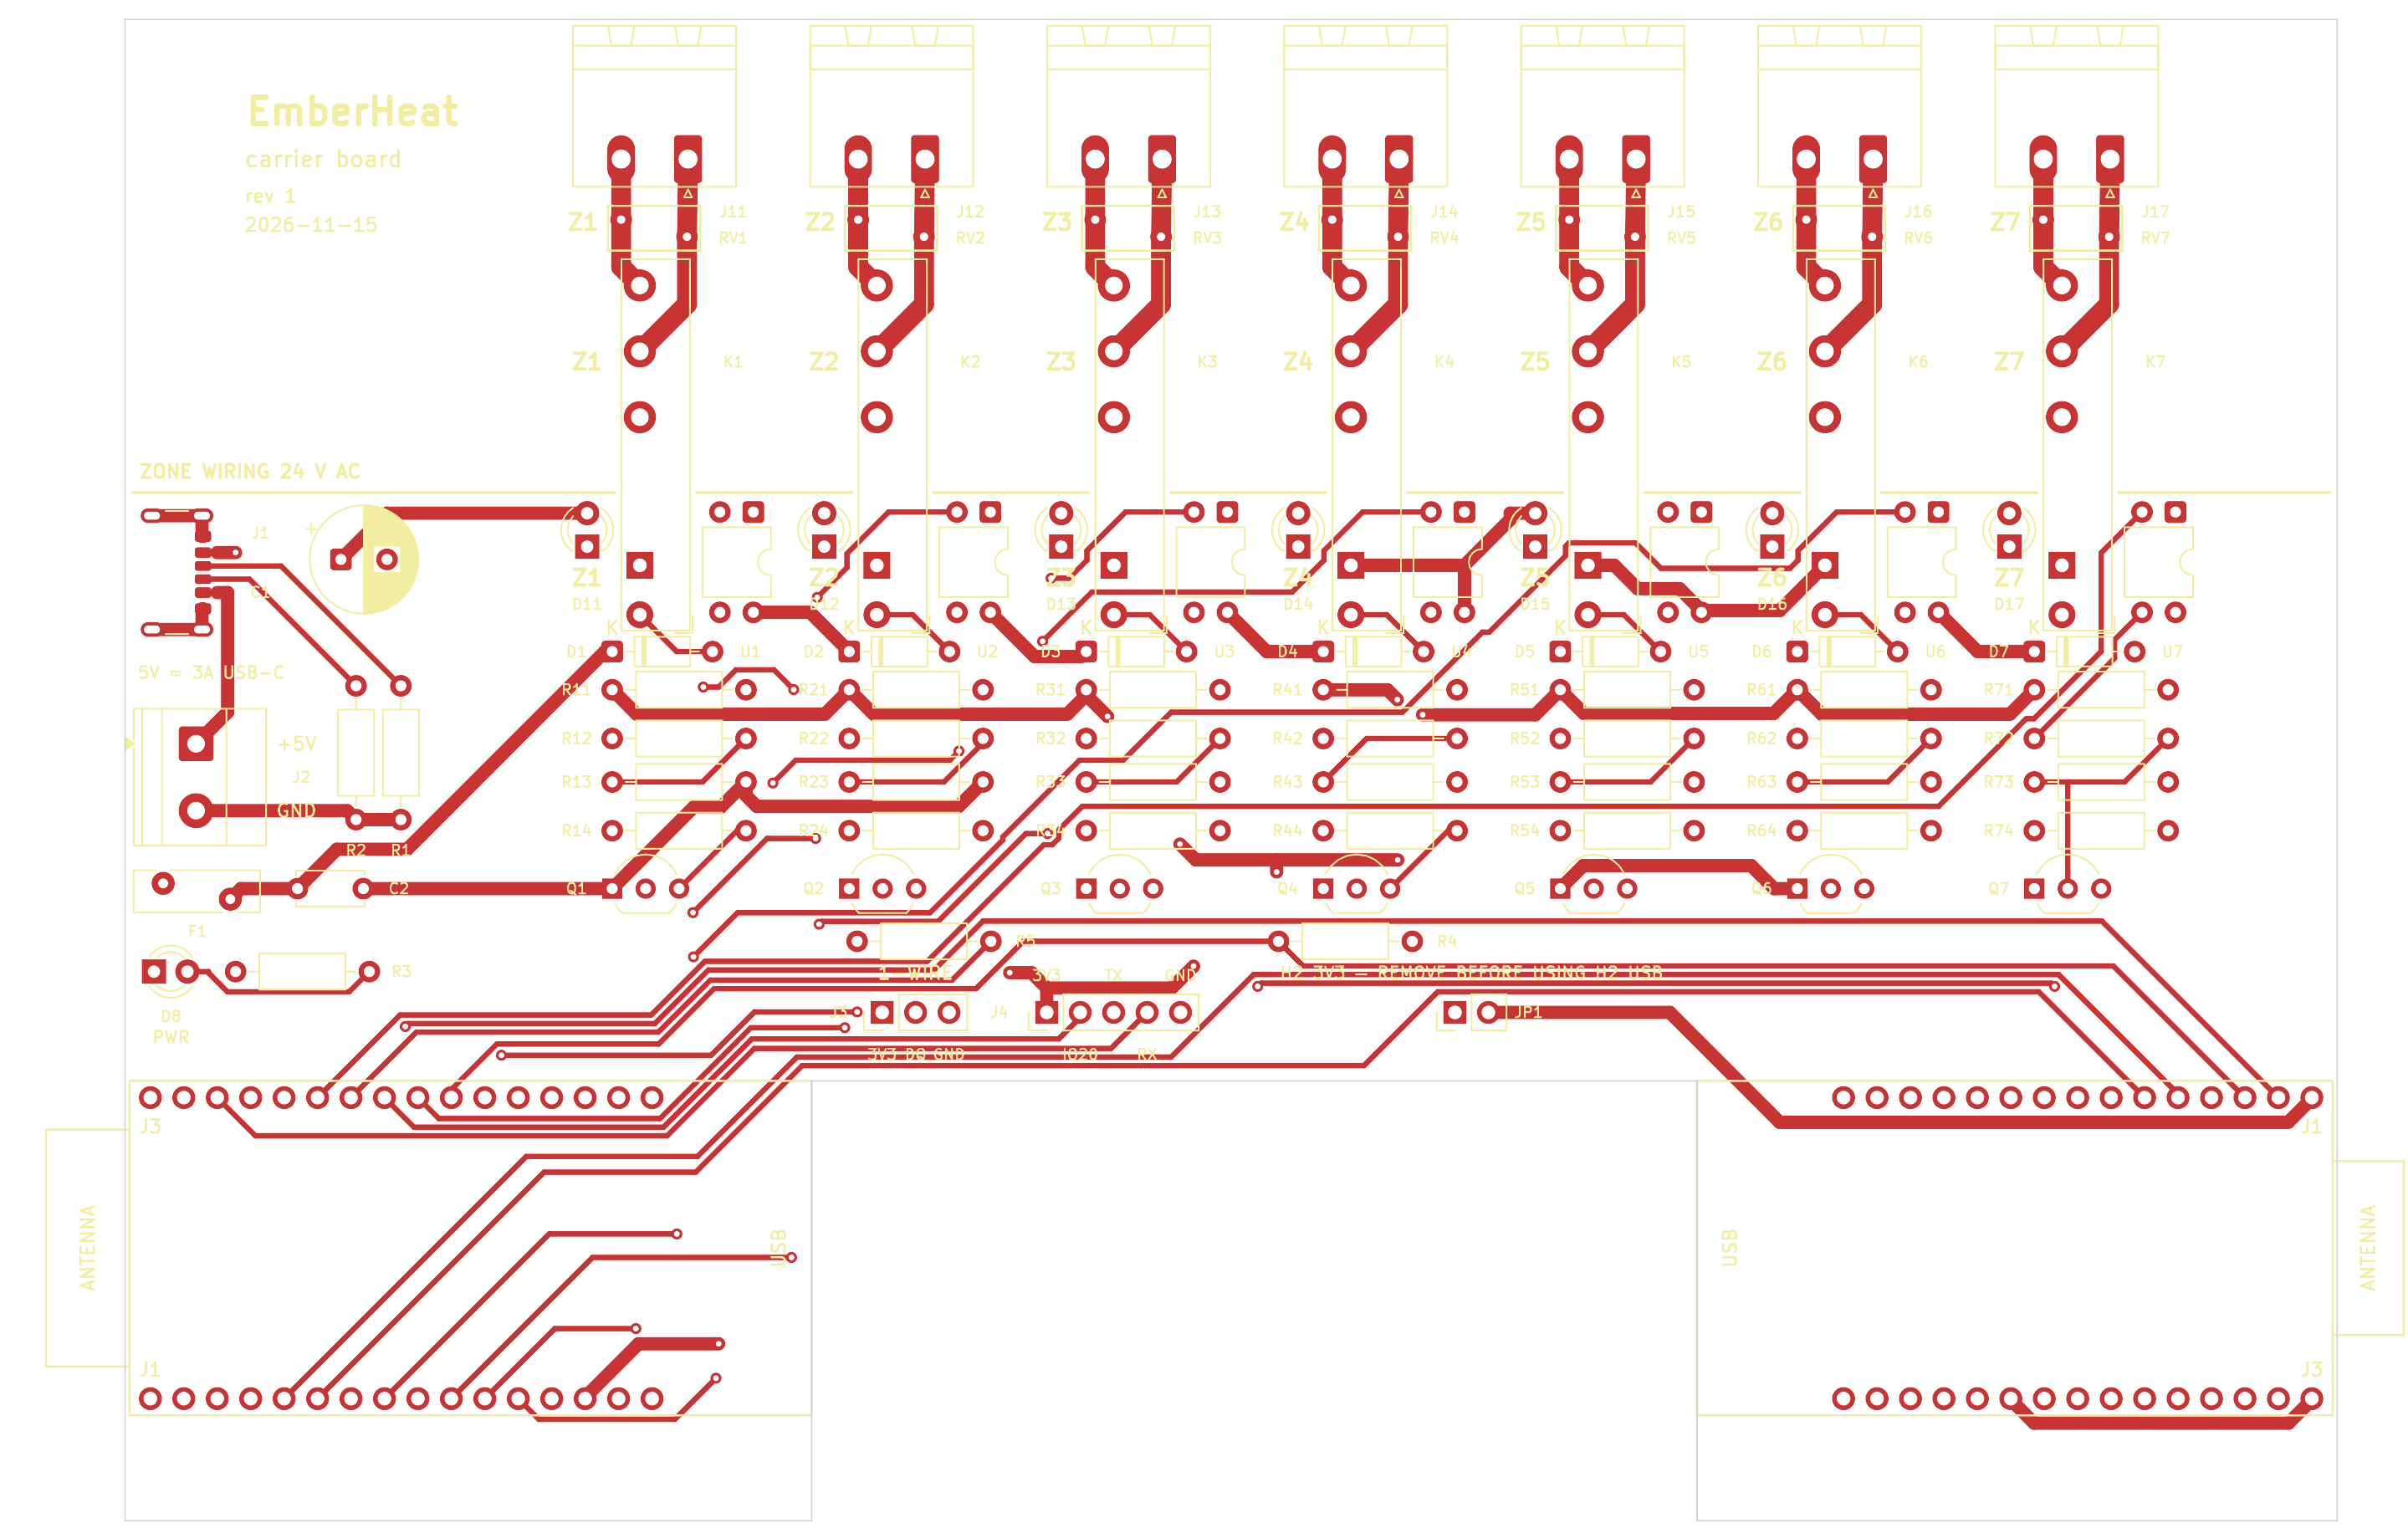 EmberHeat
carrier board
rev 1
2026-11-15
Z1 J11 Z2 J12 Z3 J13 Z4 J14 Z5 J15 Z6 J16 Z7 J17
RV1 RV2 RV3 RV4 RV5 RV6 RV7
Z1 K1 Z2 K2 Z3 K3 Z4 K4 Z5 K5 Z6 K6 Z7 K7
ZONE WIRING 24 V AC
J1
+
C1
Z1 Z2 Z3 Z4 Z5 Z6 Z7
D11 D12 D13 D14 D15 D16 D17
K K K K K K K
D1 U1 D2 U2 D3 U3 D4 U4 D5 U5 D6 U6 D7 U7
5V = 3A USB-C
R11 R21 R31 R41 R51 R61 R71
+5V
R12 R22 R32 R42 R52 R62 R72
J2
R13 R23 R33 R43 R53 R63 R73
GND
R14 R24 R34 R44 R54 R64 R74
R2 R1
C2 Q1 Q2 Q3 Q4 Q5 Q6 Q7
F1
R5 R4
R3
1-WIRE
3V3 TX GND
H2 3V3 — REMOVE BEFORE USING H2 USB
D8
PWR
J3 J4 JP1
3V3 DQ GND IO20 RX
J3 J1
ANTENNA USB USB ANTENNA
J1 J3